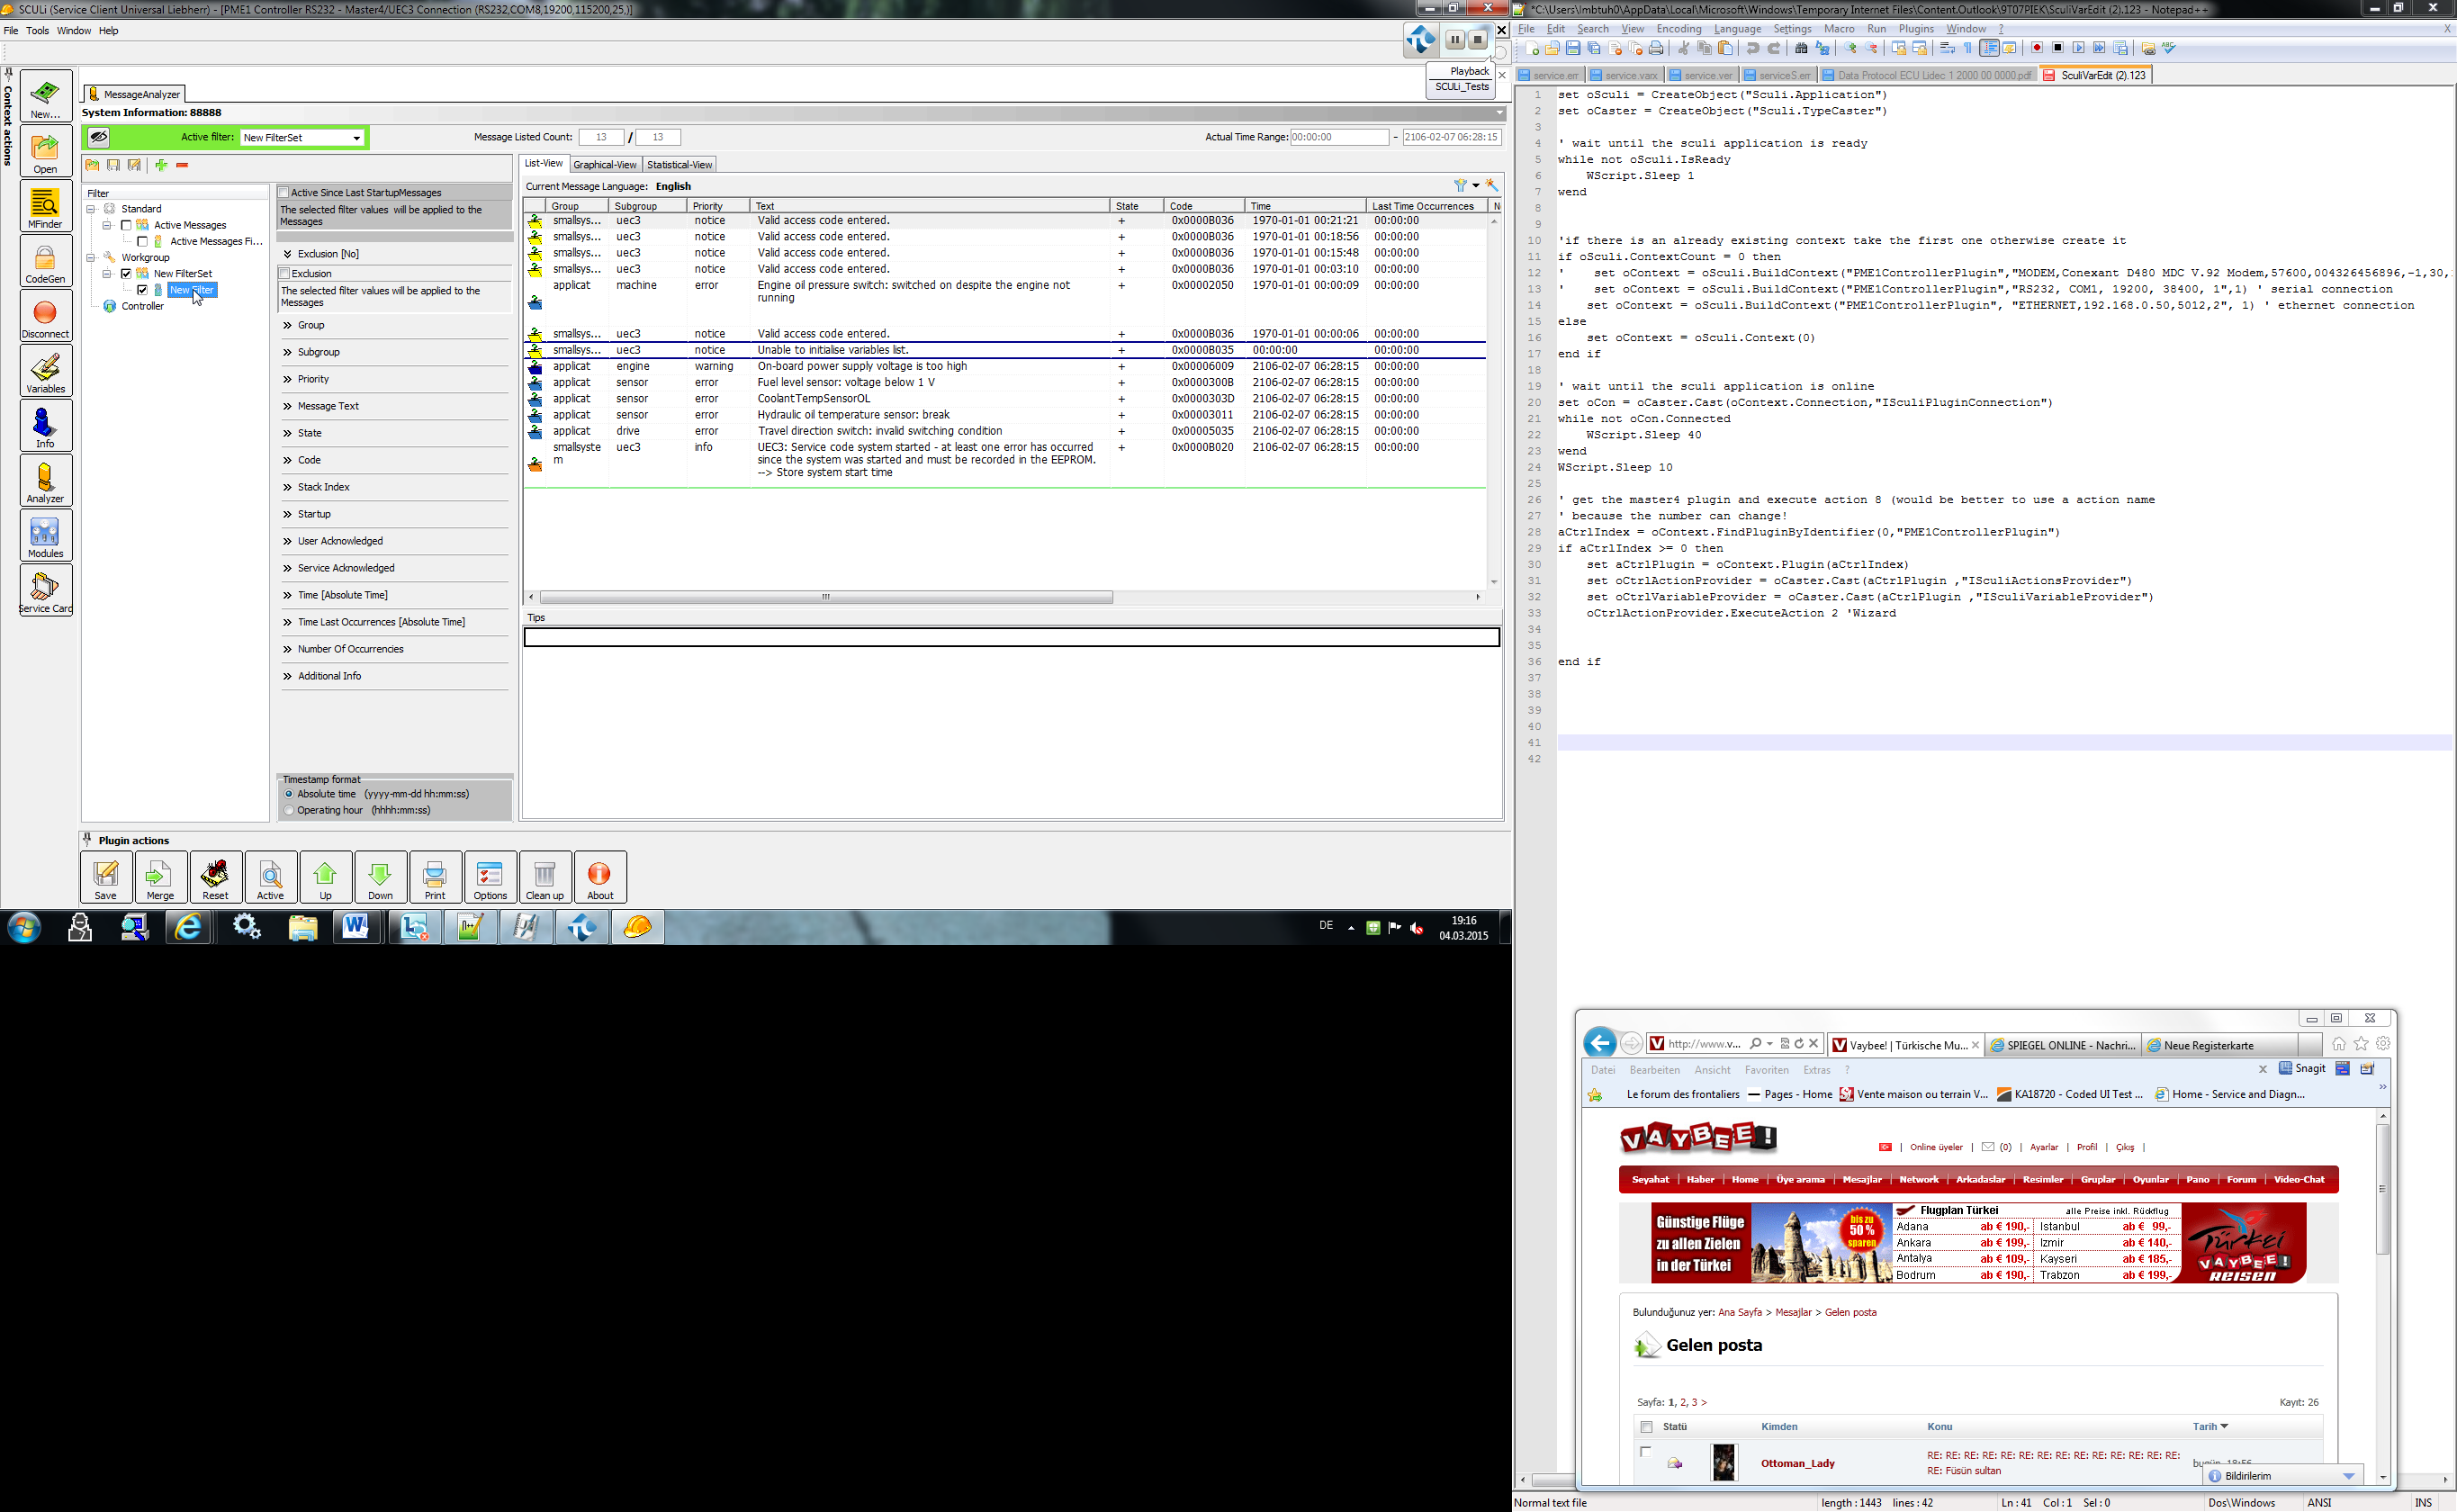 SCULi (Service Client Universal Liebherr) - [PME1 Controller RS232 - Master4/UEC3 Connection (RS232,COM8,19200,115200,25,)]
File Tools Window Help
Playback
SCULi_Tests
Context actions
New...
Open
MFinder
CodeGen
Disconnect
Variables
Info
Analyzer
Modules
Service Card
MessageAnalyzer
System Information: 88888
Active filter: New FilterSet
Message Listed Count: 13 / 13
Actual Time Range: 00:00:00 - 2106-02-07 06:28:15
Filter
Standard
Active Messages
Active Messages Fi...
Workgroup
New FilterSet
New Filter
Controller
Active Since Last StartupMessages
The selected filter values will be applied to the Messages
Exclusion [No]
Exclusion
The selected filter values will be applied to the Messages
Group
Subgroup
Priority
Message Text
State
Code
Stack Index
Startup
User Acknowledged
Service Acknowledged
Time [Absolute Time]
Time Last Occurrences [Absolute Time]
Number Of Occurrencies
Additional Info
Timestamp format
Absolute time (yyyy-mm-dd hh:mm:ss)
Operating hour (hhhh:mm:ss)
List-View Graphical-View Statistical-View
Current Message Language: English
Group Subgroup Priority Text State Code Time Last Time Occurrences N
smallsys... uec3 notice Valid access code entered. + 0x0000B036 1970-01-01 00:21:21 00:00:00
smallsys... uec3 notice Valid access code entered. + 0x0000B036 1970-01-01 00:18:56 00:00:00
smallsys... uec3 notice Valid access code entered. + 0x0000B036 1970-01-01 00:15:48 00:00:00
smallsys... uec3 notice Valid access code entered. + 0x0000B036 1970-01-01 00:03:10 00:00:00
applicat machine error Engine oil pressure switch: switched on despite the engine not + 0x00002050 1970-01-01 00:00:09 00:00:00
running
smallsys... uec3 notice Valid access code entered. + 0x0000B036 1970-01-01 00:00:06 00:00:00
smallsys... uec3 notice Unable to initialise variables list. + 0x0000B035 00:00:00 00:00:00
applicat engine warning On-board power supply voltage is too high + 0x00006009 2106-02-07 06:28:15 00:00:00
applicat sensor error Fuel level sensor: voltage below 1 V + 0x0000300B 2106-02-07 06:28:15 00:00:00
applicat sensor error CoolantTempSensorOL + 0x0000303D 2106-02-07 06:28:15 00:00:00
applicat sensor error Hydraulic oil temperature sensor: break + 0x00003011 2106-02-07 06:28:15 00:00:00
applicat drive error Travel direction switch: invalid switching condition + 0x00005035 2106-02-07 06:28:15 00:00:00
smallsyste uec3 info UEC3: Service code system started - at least one error has occurred + 0x0000B020 2106-02-07 06:28:15 00:00:00
m since the system was started and must be recorded in the EEPROM.
--> Store system start time
Tips
Plugin actions
Save Merge Reset Active Up Down Print Options Clean up About
DE 19:16
04.03.2015
*C:\Users\lmbtuh0\AppData\Local\Microsoft\Windows\Temporary Internet Files\Content.Outlook\9T07PIEK\SculiVarEdit (2).123 - Notepad++
File Edit Search View Encoding Language Settings Macro Run Plugins Window ? X
service.err service.varx service.ver serviceS.err Data Protocol ECU Lidec 1 2000 00 0000.pdf SculiVarEdit (2).123
1 set oSculi = CreateObject("Sculi.Application")
2 set oCaster = CreateObject("Sculi.TypeCaster")
3
4 ' wait until the sculi application is ready
5 while not oSculi.IsReady
6 WScript.Sleep 1
7 wend
8
9
10 'if there is an already existing context take the first one otherwise create it
11 if oSculi.ContextCount = 0 then
12 ' set oContext = oSculi.BuildContext("PME1ControllerPlugin","MODEM,Conexant D480 MDC V.92 Modem,57600,004326456896,-1,30,
13 ' set oContext = oSculi.BuildContext("PME1ControllerPlugin","RS232, COM1, 19200, 38400, 1",1) ' serial connection
14 set oContext = oSculi.BuildContext("PME1ControllerPlugin", "ETHERNET,192.168.0.50,5012,2", 1) ' ethernet connection
15 else
16 set oContext = oSculi.Context(0)
17 end if
18
19 ' wait until the sculi application is online
20 set oCon = oCaster.Cast(oContext.Connection,"ISculiPluginConnection")
21 while not oCon.Connected
22 WScript.Sleep 40
23 wend
24 WScript.Sleep 10
25
26 ' get the master4 plugin and execute action 8 (would be better to use a action name
27 ' because the number can change!
28 aCtrlIndex = oContext.FindPluginByIdentifier(0,"PME1ControllerPlugin")
29 if aCtrlIndex >= 0 then
30 set aCtrlPlugin = oContext.Plugin(aCtrlIndex)
31 set oCtrlActionProvider = oCaster.Cast(aCtrlPlugin ,"ISculiActionsProvider")
32 set oCtrlVariableProvider = oCaster.Cast(aCtrlPlugin ,"ISculiVariableProvider")
33 oCtrlActionProvider.ExecuteAction 2 'Wizard
34
35
36 end if
37
38
39
40
41
42
http://www.v... Vaybee! | Türkische Mu... SPIEGEL ONLINE - Nachri... Neue Registerkarte
Datei Bearbeiten Ansicht Favoriten Extras ?
X Snagit
Le forum des frontaliers Pages - Home Vente maison ou terrain V... KA18720 - Coded UI Test ... Home - Service and Diagn...
VAYBEE!
| Online üyeler | (0) | Ayarlar | Profil | Çıkış |
Seyahat Haber Home Üye arama Mesajlar Network Arkadaslar Resimler Gruplar Oyunlar Pano Forum Video-Chat
Günstige Flüge
zu allen Zielen
in der Türkei
bis zu
50 %
sparen
Flugplan Türkei alle Preise inkl. Rückflug
Adana ab € 190,- Istanbul ab € 99,-
Ankara ab € 199,- Izmir ab € 140,-
Antalya ab € 109,- Kayseri ab € 185,-
Bodrum ab € 190,- Trabzon ab € 199,-
Türkei
VAYBEE!
REISEN
Bulunduğunuz yer: Ana Sayfa > Mesajlar > Gelen posta
Gelen posta
Sayfa: 1, 2, 3 > Kayıt: 26
Statü Kimden Konu Tarih
Ottoman_Lady RE: RE: RE: RE: RE: RE: RE: RE: RE: RE: RE: RE: RE: RE:
RE: Füsün sultan
Bildirilerim
Normal text file length : 1443 lines : 42 Ln : 41 Col : 1 Sel : 0 Dos\Windows ANSI INS